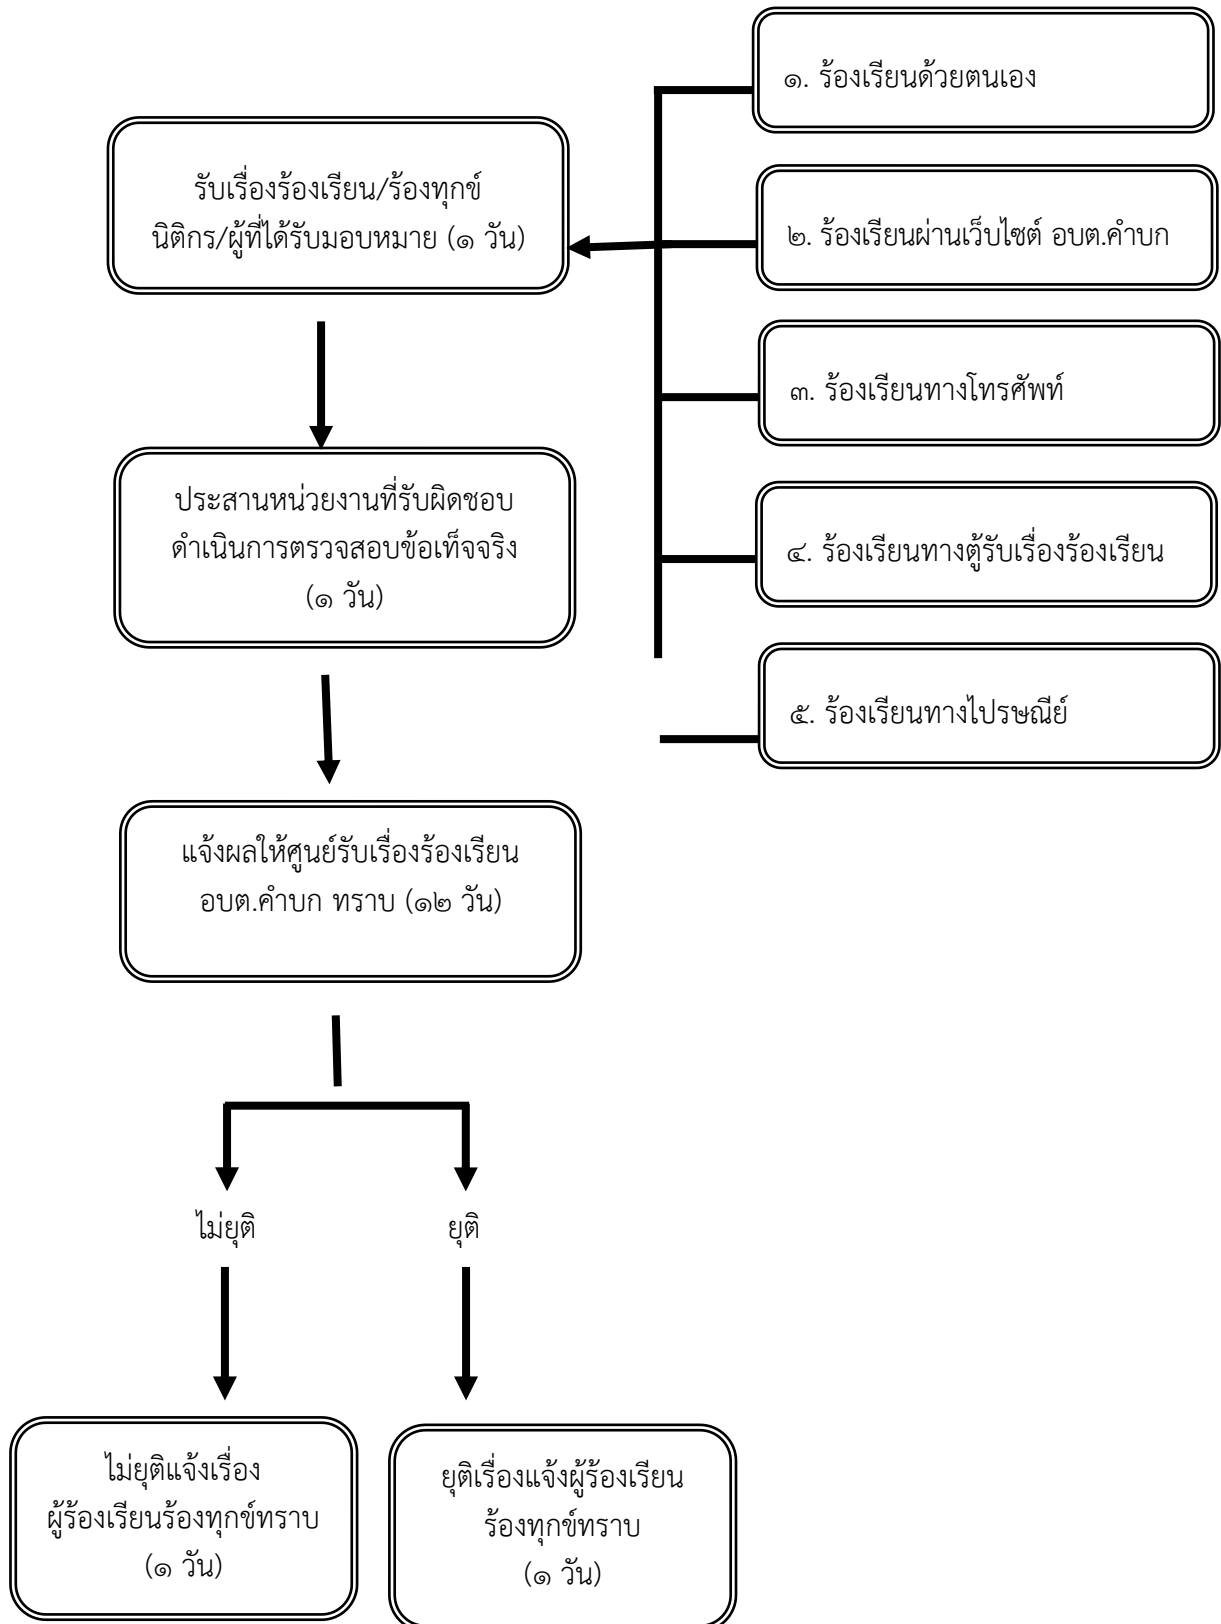 ๑. ร้องเรียนด้วยตนเอง
รับเรื่องร้องเรียน/ร้องทุกข์
นิติกร/ผู้ที่ได้รับมอบหมาย (๑ วัน)
๒. ร้องเรียนผ่านเว็บไซต์ อบต.คำบก
๓. ร้องเรียนทางโทรศัพท์
ประสานหน่วยงานที่รับผิดชอบ
ดำเนินการตรวจสอบข้อเท็จจริง
(๑ วัน)
๔. ร้องเรียนทางตู้รับเรื่องร้องเรียน
๕. ร้องเรียนทางไปรษณีย์
แจ้งผลให้ศูนย์รับเรื่องร้องเรียน
อบต.คำบก ทราบ (๑๒ วัน)
ไม่ยุติ
ยุติ
ไม่ยุติแจ้งเรื่อง
ผู้ร้องเรียนร้องทุกข์ทราบ
(๑ วัน)
ยุติเรื่องแจ้งผู้ร้องเรียน
ร้องทุกข์ทราบ
(๑ วัน)